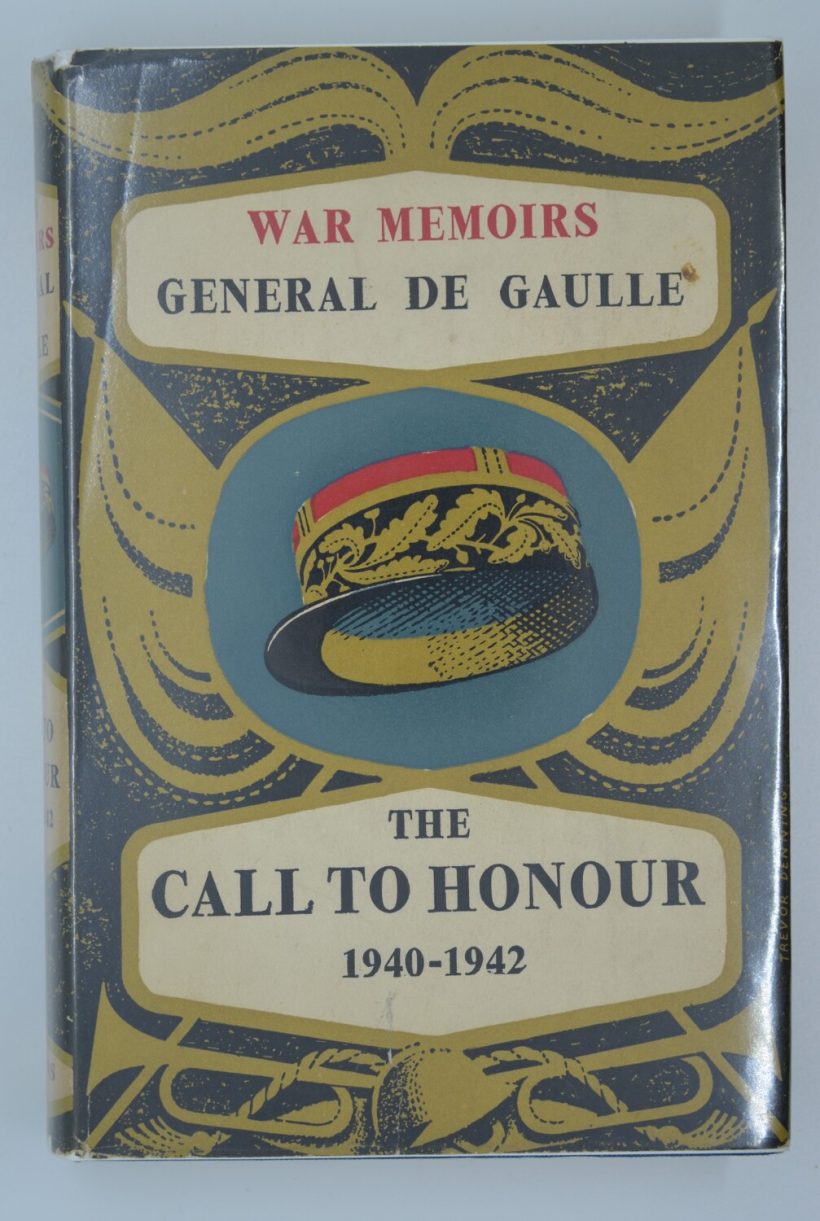 WAR MEMOIRS
GENERAL DE GAULLE
THE
CALL TO HONOUR
1940-1942
TREVOR DENNING